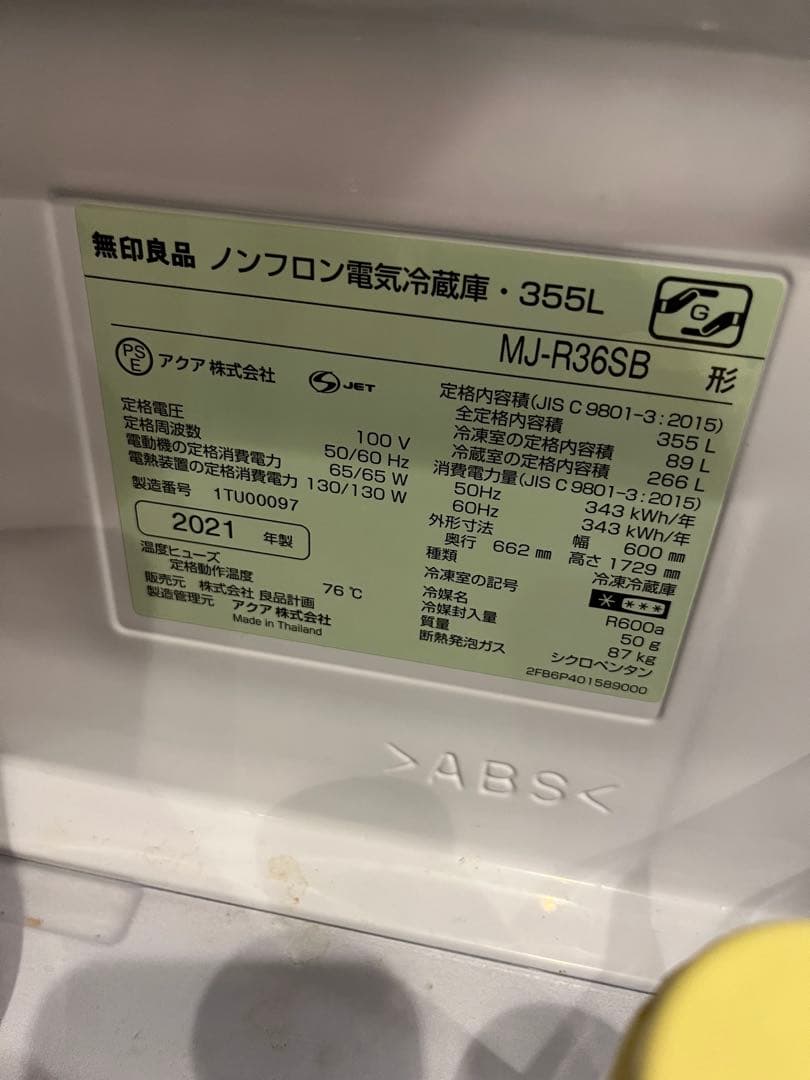 無印良品 ノンフロン電気冷蔵庫・355L
G
MJ-R36SB 形
PSE アクア株式会社 JET
定格電圧 100 V
定格周波数 50/60 Hz
電動機の定格消費電力 65/65 W
電熱装置の定格消費電力 130/130 W
製造番号 1TU00097
2021 年製
温度ヒューズ
定格動作温度 76 ℃
販売元 株式会社 良品計画
製造管理元 アクア 株式会社
Made in Thailand
定格内容積(JIS C 9801-3 : 2015)
全定格内容積 355 L
冷凍室の定格内容積 89 L
冷蔵室の定格内容積 266 L
消費電力量(JIS C 9801-3 : 2015)
50Hz 343 kWh/年
60Hz 343 kWh/年
外形寸法 幅 600 ㎜
奥行 662 ㎜ 高さ 1729 ㎜
種類 冷凍冷蔵庫
冷凍室の記号 * ***
冷媒名 R600a
冷媒封入量 50 g
質量 87 kg
断熱発泡ガス シクロペンタン
2FB6P401589000
>ABS<